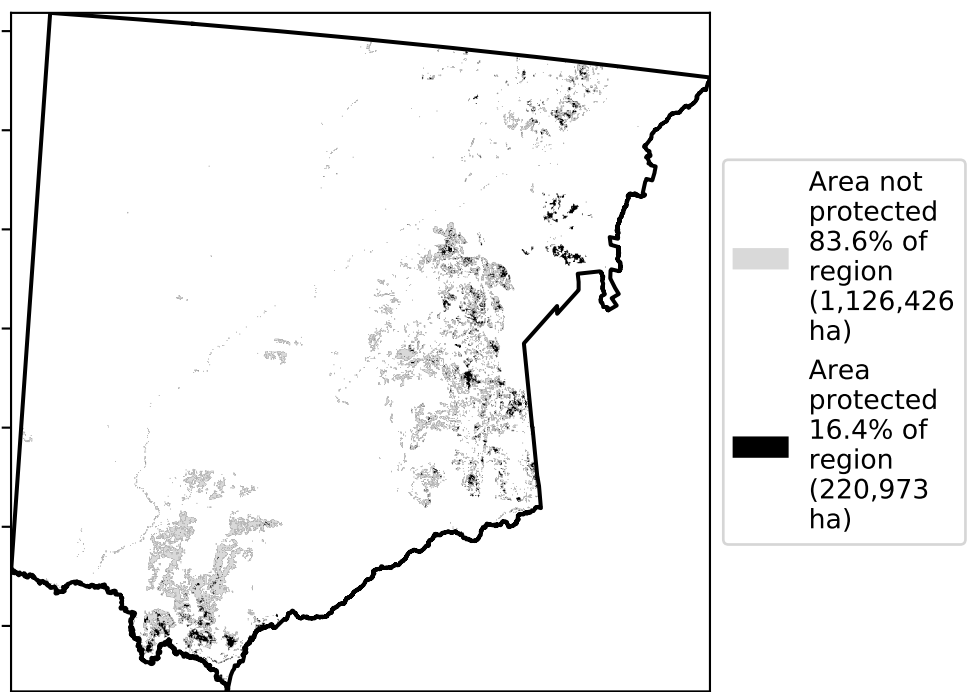 Area not
protected
83.6% of
region
(1,126,426
ha)
Area
protected
16.4% of
region
(220,973
ha)